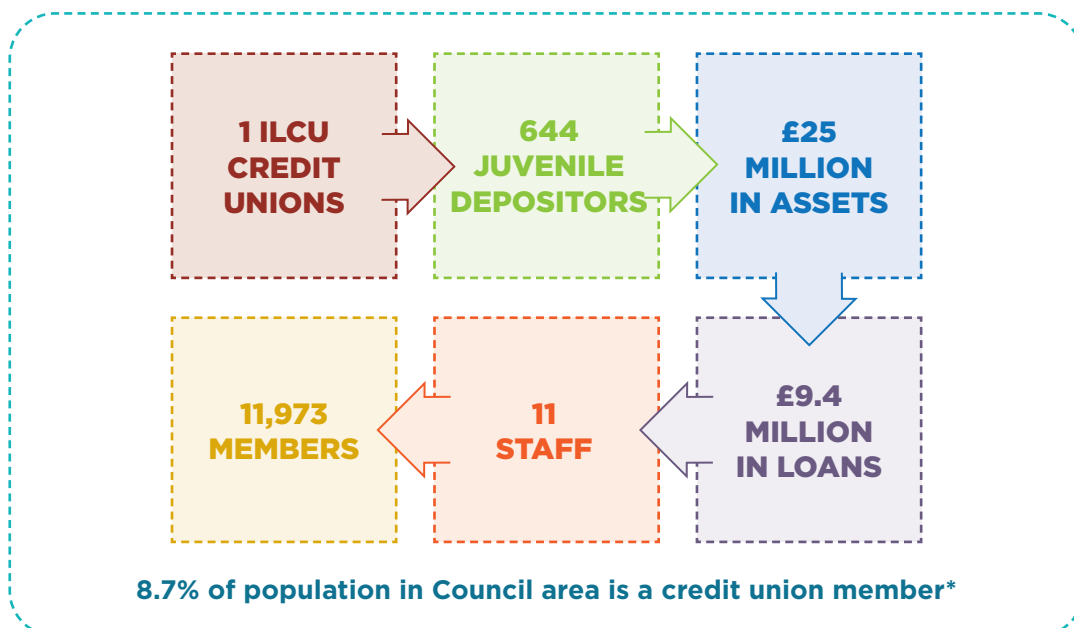 1 ILCU
CREDIT
UNIONS
644
JUVENILE
DEPOSITORS
£25
MILLION
IN ASSETS
£9.4
MILLION
IN LOANS
11
STAFF
11,973
MEMBERS
8.7% of population in Council area is a credit union member*